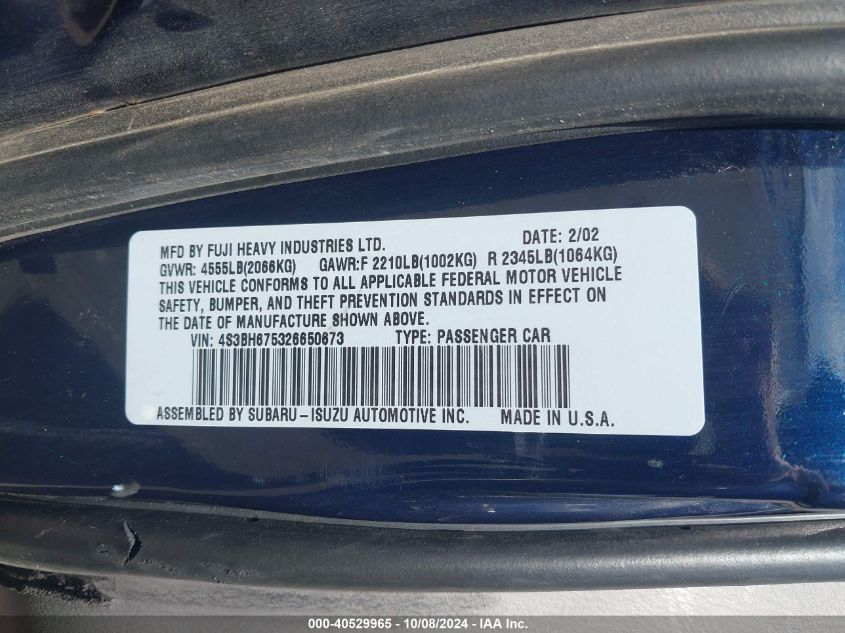 MFD BY FUJI HEAVY INDUSTRIES LTD. DATE: 2/02
GVWR: 4555LB(2066KG) GAWR:F 2210LB(1002KG) R 2345LB(1064KG)
THIS VEHICLE CONFORMS TO ALL APPLICABLE FEDERAL MOTOR VEHICLE
SAFETY, BUMPER, AND THEFT PREVENTION STANDARDS IN EFFECT ON
THE DATE OF MANUFACTURE SHOWN ABOVE.
VIN: 4S3BH675326650673 TYPE: PASSENGER CAR
ASSEMBLED BY SUBARU-ISUZU AUTOMOTIVE INC. MADE IN U.S.A.
000-40529965 - 10/08/2024 - IAAI.com